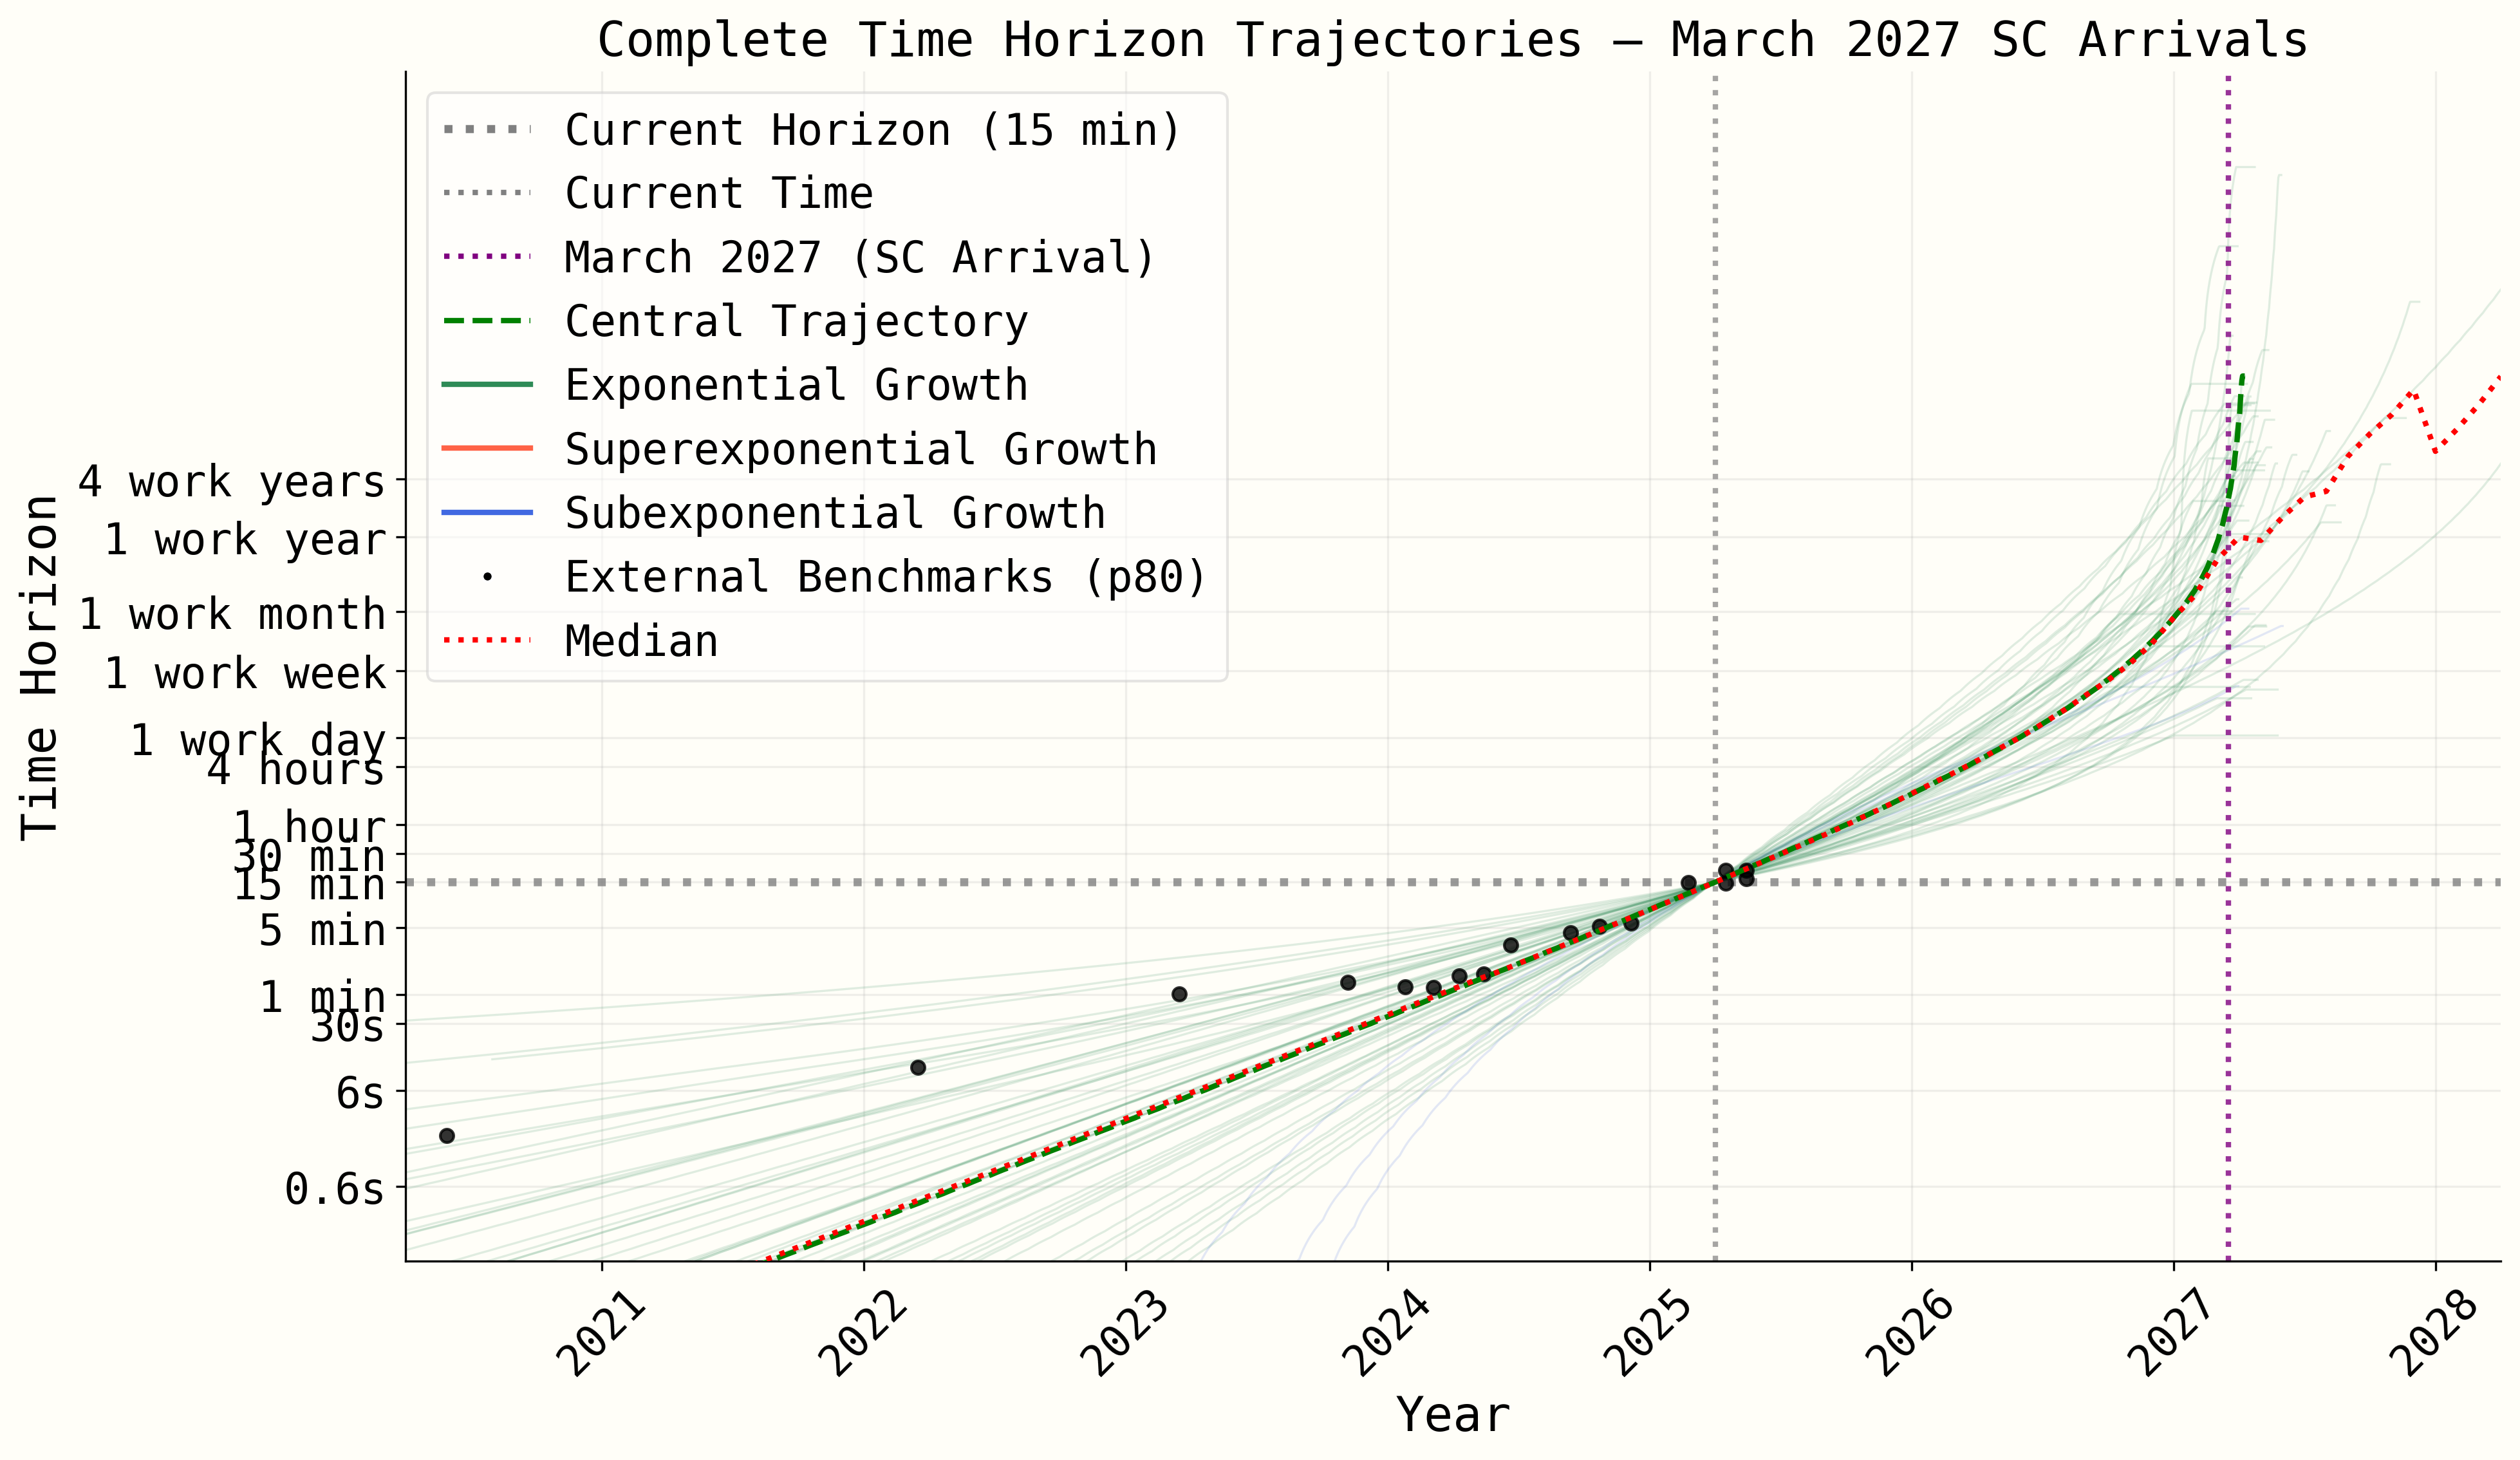 Complete Time Horizon Trajectories — March 2027 SC Arrivals
Current Horizon (15 min)
Current Time
March 2027 (SC Arrival)
Central Trajectory
Exponential Growth
Superexponential Growth
Subexponential Growth
External Benchmarks (p80)
Median
Time Horizon
4 work years
1 work year
1 work month
1 work week
1 work day
4 hours
1 hour
30 min
15 min
5 min
1 min
30s
6s
0.6s
2021
2022
2023
2024
2025
2026
2027
2028
Year